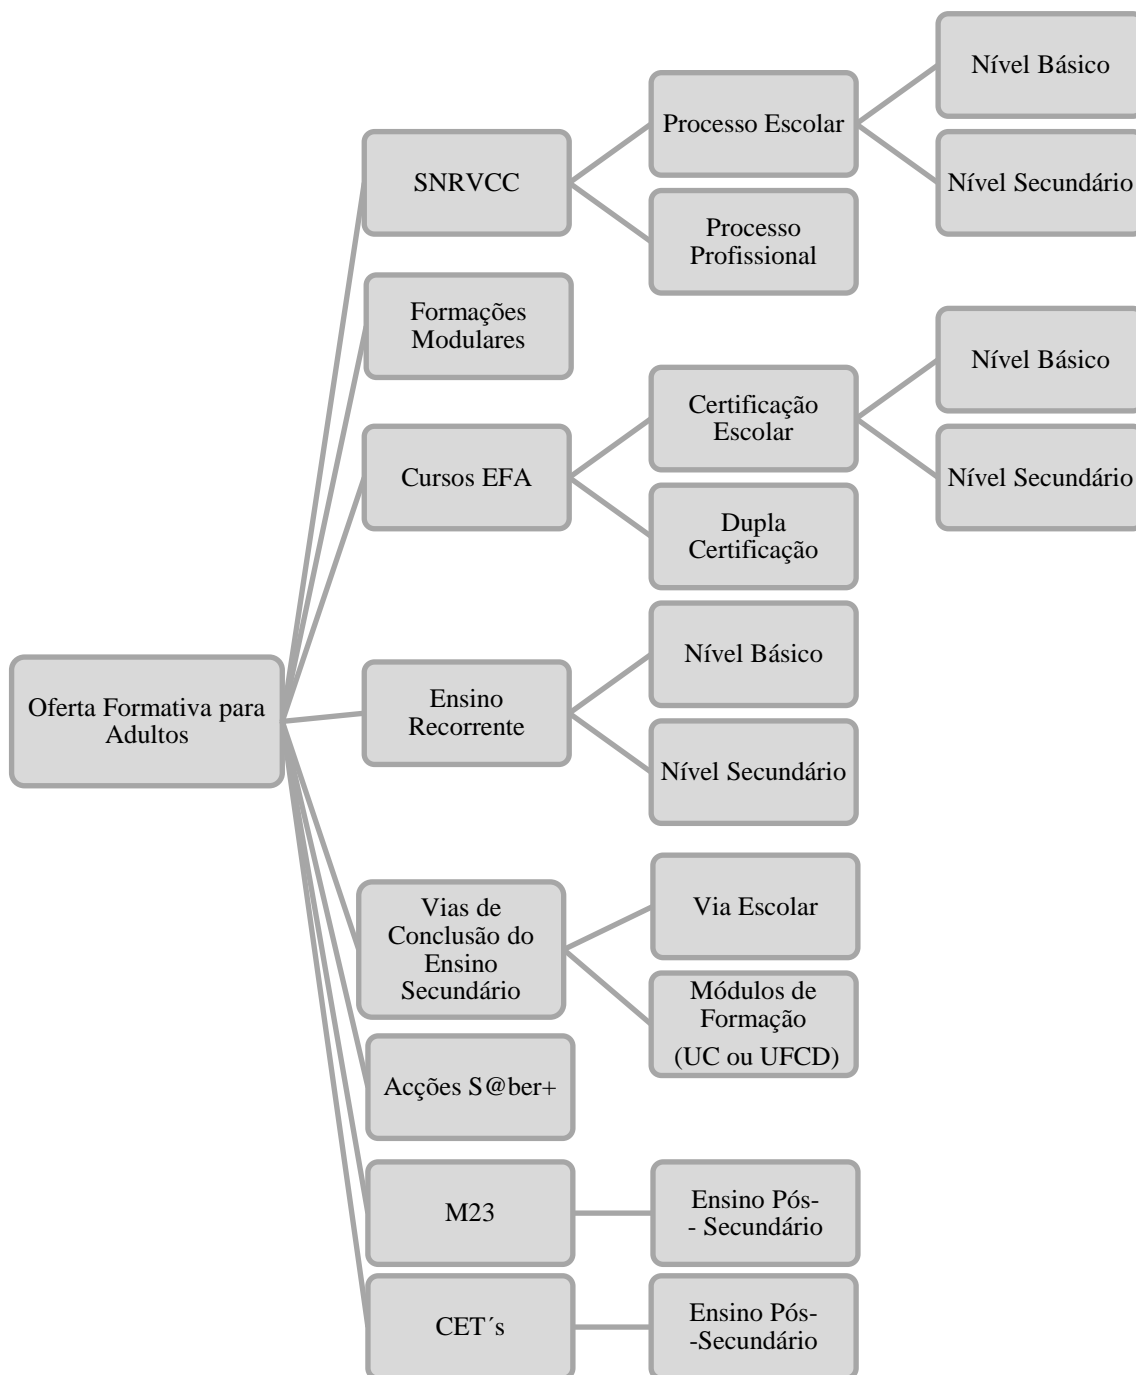 Nível Básico
Processo Escolar
SNRVCC
Nível Secundário
Processo
Profissional
Formações
Modulares
Nível Básico
Certificação
Escolar
Cursos EFA
Nível Secundário
Dupla
Certificação
Nível Básico
Oferta Formativa para
Adultos
Ensino
Recorrente
Nível Secundário
Vias de
Conclusão do
Ensino
Secundário
Via Escolar
Módulos de
Formação
(UC ou UFCD)
Acções S@ber+
M23
Ensino Pós-
- Secundário
CET´s
Ensino Pós-
-Secundário